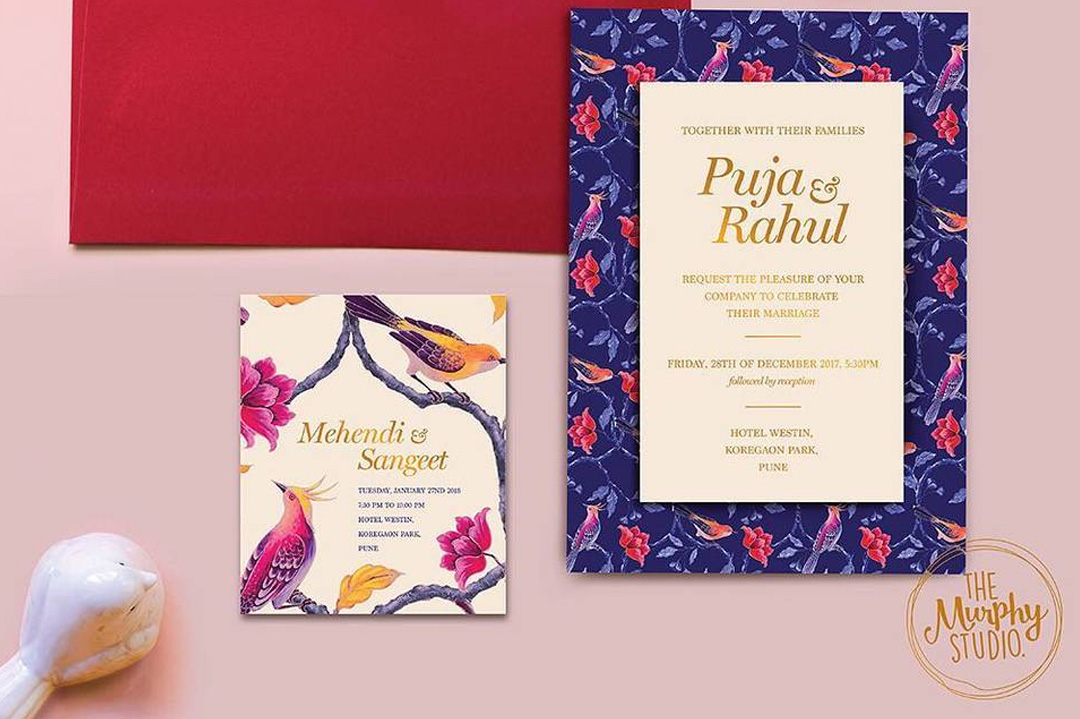 TOGETHER WITH THEIR FAMILIES
Puja &
Rahul
REQUEST THE PLEASURE OF YOUR
COMPANY TO CELEBRATE
THEIR MARRIAGE
FRIDAY, 28TH OF DECEMBER 2017, 5:30PM
followed by reception
HOTEL WESTIN,
KOREGAON PARK,
PUNE
Mehendi &
Sangeet
TUESDAY, JANUARY 27ND 2018
7:30 PM TO 10:00 PM
HOTEL WESTIN,
KOREGAON PARK,
PUNE
THE
Murphy
STUDIO.